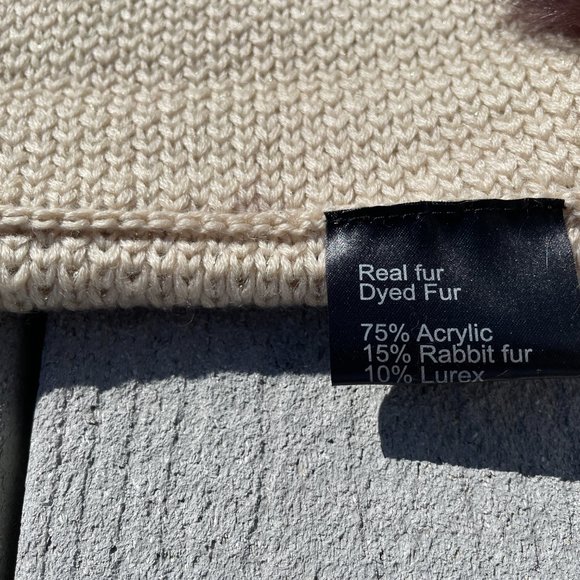 Real fur
Dyed Fur
75% Acrylic
15% Rabbit fur
10% Lurex